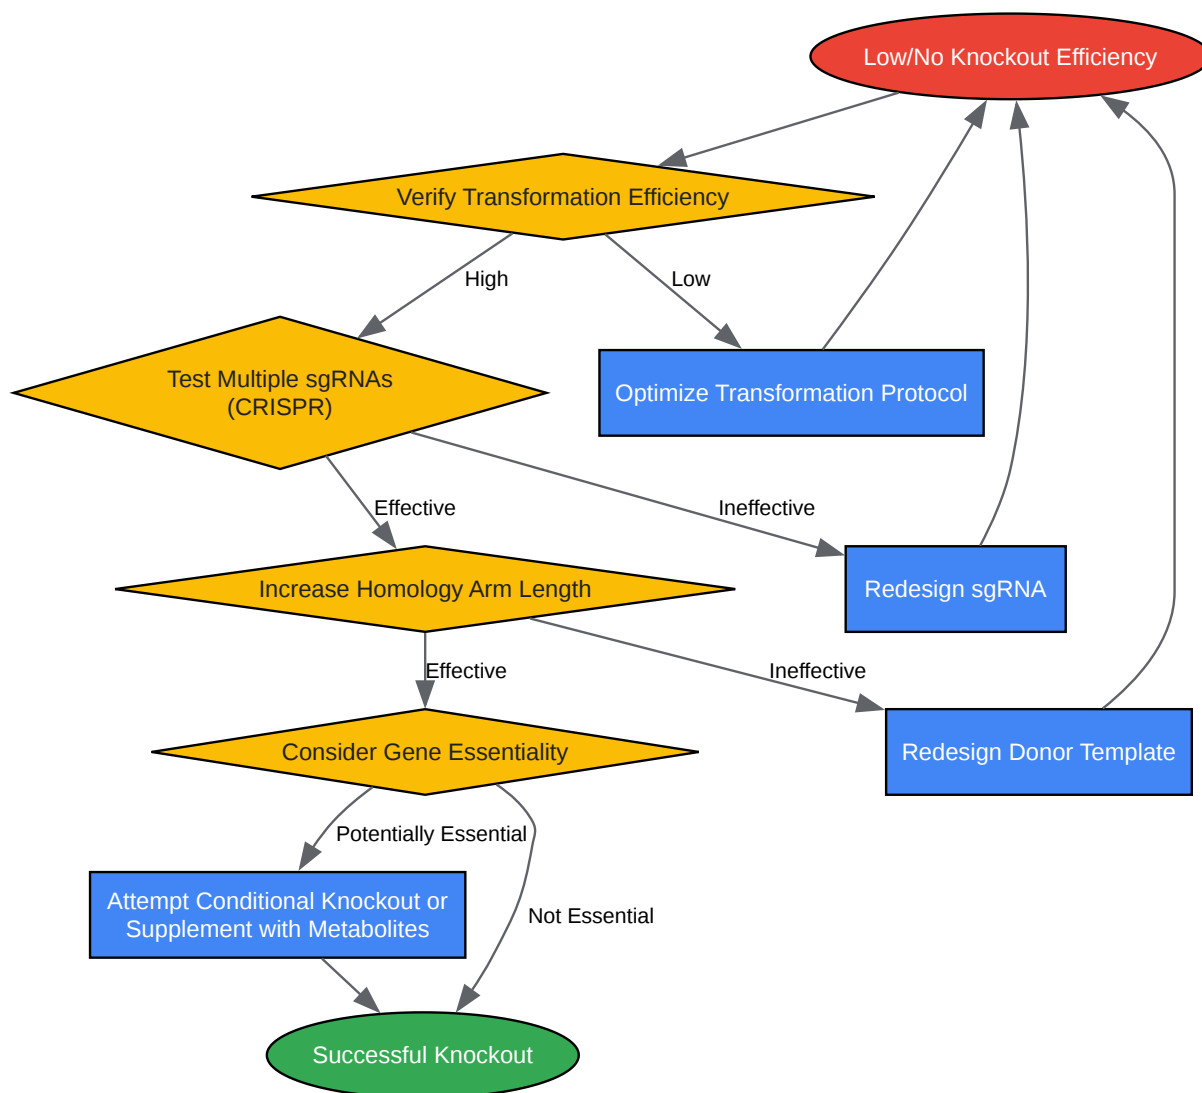 Low/No Knockout Efficiency
Verify Transformation Efficiency
High
Low
Test Multiple sgRNAs
(CRISPR)
Optimize Transformation Protocol
Effective
Ineffective
Increase Homology Arm Length
Redesign sgRNA
Effective
Ineffective
Consider Gene Essentiality
Redesign Donor Template
Potentially Essential
Attempt Conditional Knockout or
Supplement with Metabolites
Not Essential
Successful Knockout